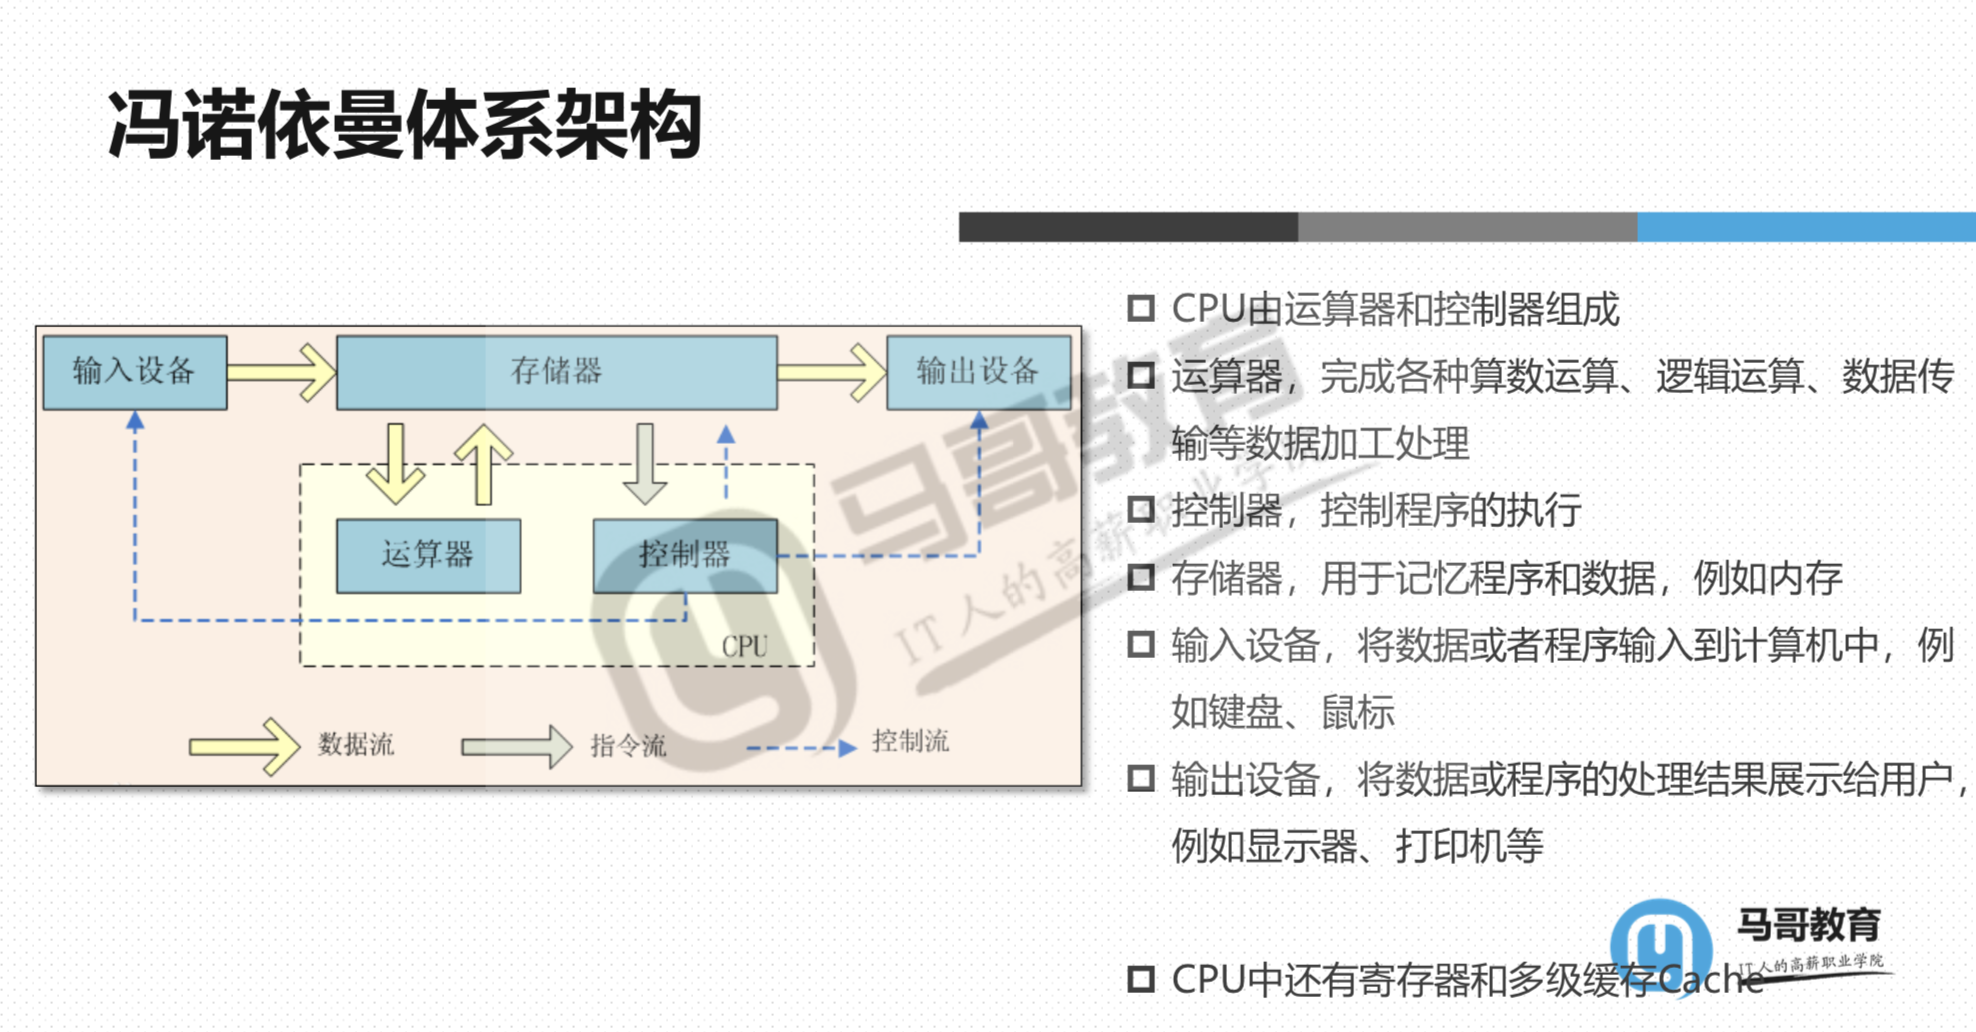 冯诺依曼体系架构
输入设备
存储器
输出设备
运算器
控制器
CPU
数据流
指令流
控制流
CPU由运算器和控制器组成
运算器，完成各种算数运算、逻辑运算、数据传
输等数据加工处理
控制器，控制程序的执行
存储器，用于记忆程序和数据，例如内存
输入设备，将数据或者程序输入到计算机中，例
如键盘、鼠标
输出设备，将数据或程序的处理结果展示给用户，
例如显示器、打印机等
CPU中还有寄存器和多级缓存Cache
马哥教育
IT人的高薪职业学院
马哥教育
IT人的高薪职业学院